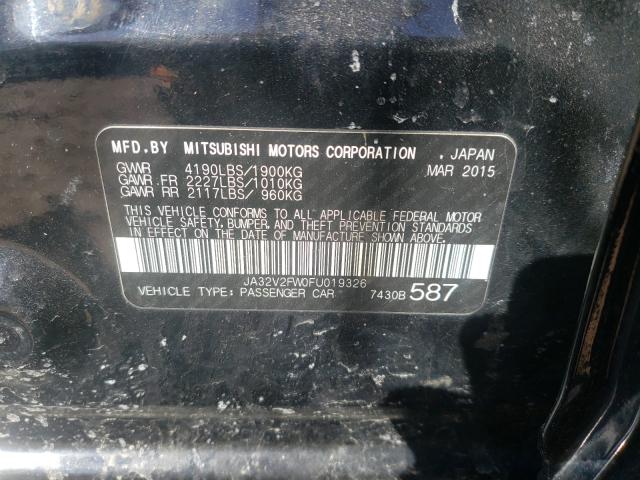 MFD.BY MITSUBISHI MOTORS CORPORATION . JAPAN
GVWR 4190LBS/1900KG MAR 2015
GAWR FR 2227LBS/1010KG
GAWR RR 2117LBS/ 960KG
THIS VEHICLE CONFORMS TO ALL APPLICABLE FEDERAL MOTOR
VEHICLE SAFETY, BUMPER, AND THEFT PREVENTION STANDARDS
IN EFFECT ON THE DATE OF MANUFACTURE SHOWN ABOVE.
JA32V2FW0FU019326
VEHICLE TYPE: PASSENGER CAR 7430B 587